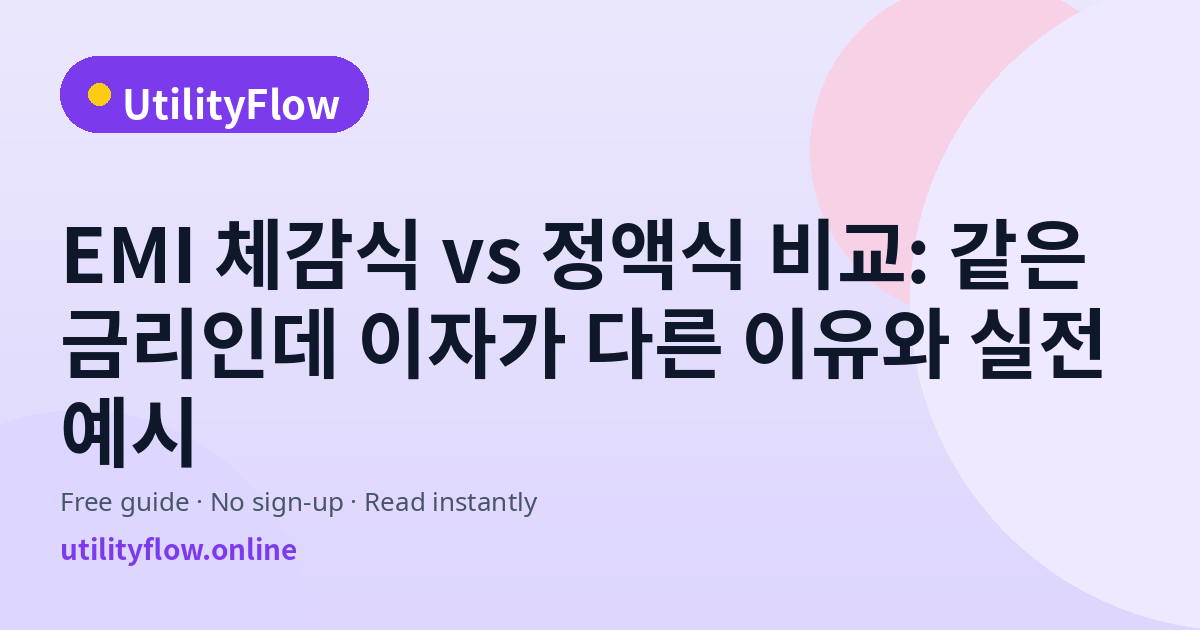 UtilityFlow
EMI 체감식 vs 정액식 비교: 같은
금리인데 이자가 다른 이유와 실전
예시
Free guide · No sign-up · Read instantly
utilityflow.online